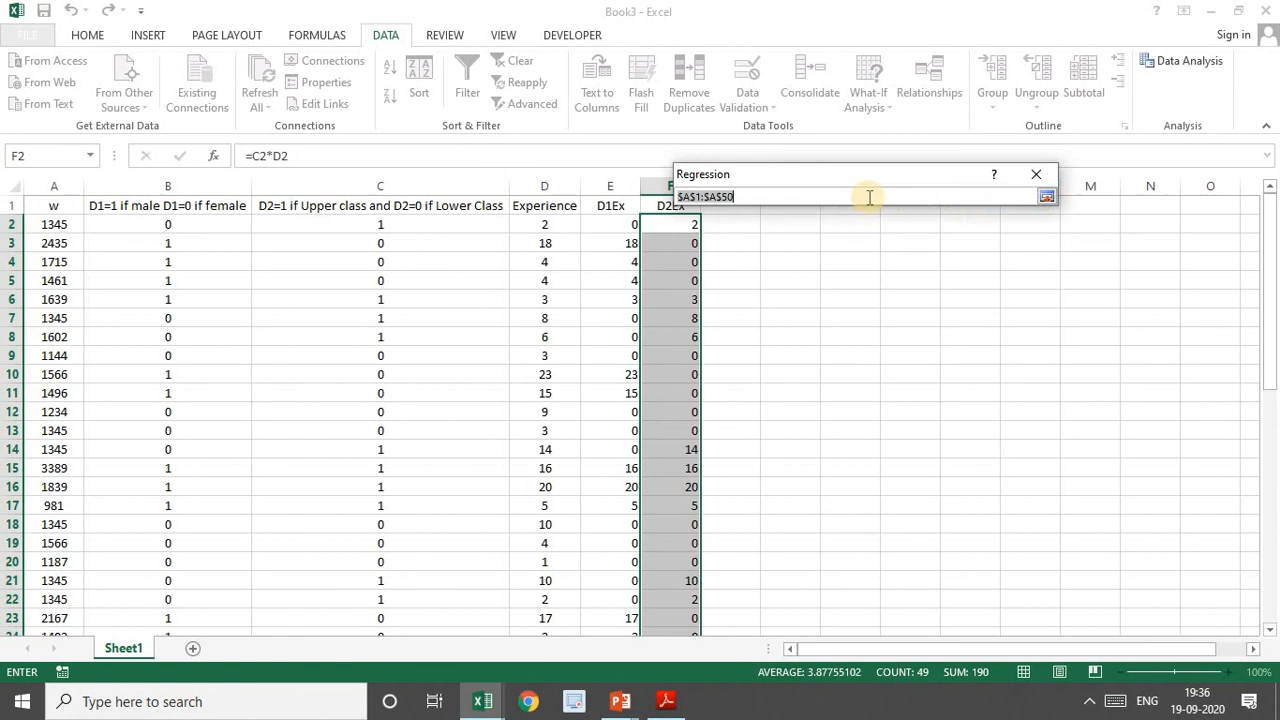 Book3 - Excel
FILE HOME INSERT PAGE LAYOUT FORMULAS DATA REVIEW VIEW DEVELOPER Sign in
From Access
From Web
From Text
From Other Sources
Existing Connections
Get External Data
Refresh All
Connections
Properties
Edit Links
Connections
Sort
Filter
Clear
Reapply
Advanced
Sort & Filter
Text to Columns
Flash Fill
Remove Duplicates
Data Validation
Consolidate
What-If Analysis
Relationships
Data Tools
Group
Ungroup
Subtotal
Outline
Data Analysis
Analysis
F2 fx =C2*D2
Regression ?
$A$1:$A$50
A B C D E F M N O
1 w D1=1 if male D1=0 if female D2=1 if Upper class and D2=0 if Lower Class Experience D1Ex D2Ex
2 1345 0 1 2 0 2
3 2435 1 0 18 18 0
4 1715 1 0 4 4 0
5 1461 1 0 4 4 0
6 1639 1 1 3 3 3
7 1345 0 1 8 0 8
8 1602 0 1 6 0 6
9 1144 0 0 3 0 0
10 1566 1 0 23 23 0
11 1496 1 0 15 15 0
12 1234 0 0 9 0 0
13 1345 0 0 3 0 0
14 1345 0 1 14 0 14
15 3389 1 1 16 16 16
16 1839 1 1 20 20 20
17 981 1 1 5 5 5
18 1345 0 0 10 0 0
19 1566 0 0 4 0 0
20 1187 0 0 1 0 0
21 1345 0 1 10 0 10
22 1345 0 1 2 0 2
23 2167 1 0 17 17 0
Sheet1
ENTER AVERAGE: 3.87755102 COUNT: 49 SUM: 190 100%
Type here to search
ENG
19:36
19-09-2020